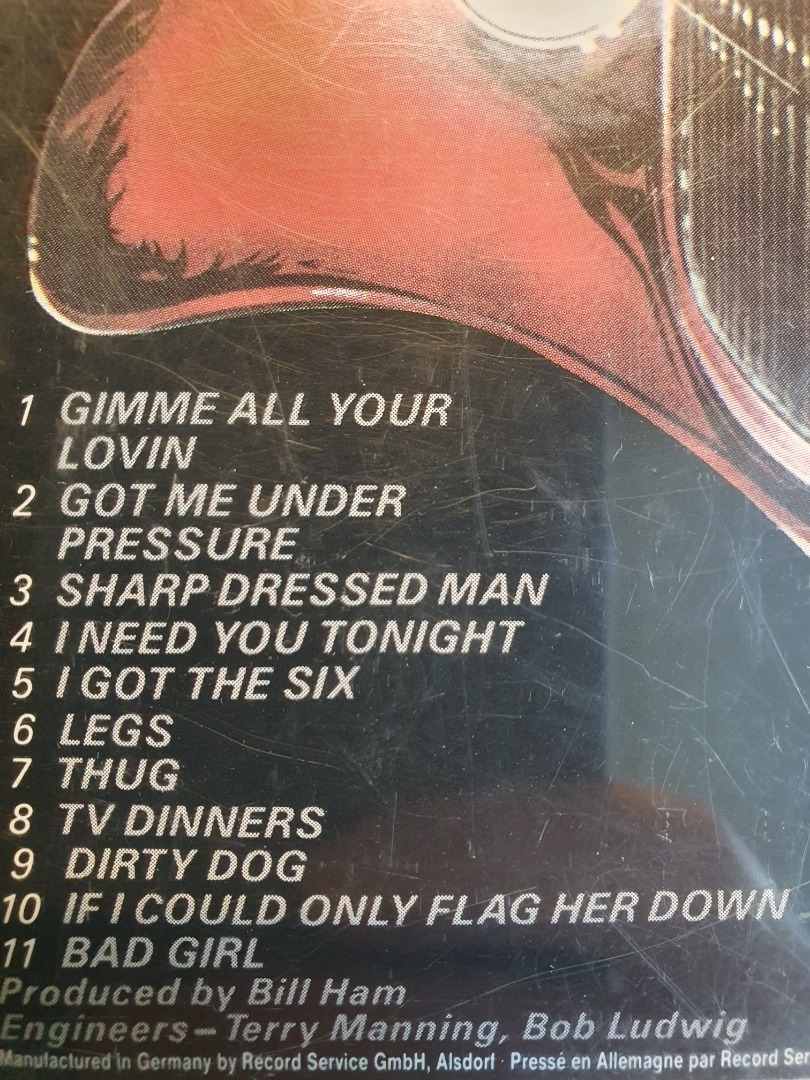 1 GIMME ALL YOUR
LOVIN
2 GOT ME UNDER
PRESSURE
3 SHARP DRESSED MAN
4 I NEED YOU TONIGHT
5 I GOT THE SIX
6 LEGS
7 THUG
8 TV DINNERS
9 DIRTY DOG
10 IF I COULD ONLY FLAG HER DOWN
11 BAD GIRL
Produced by Bill Ham
Engineers–Terry Manning, Bob Ludwig
Manufactured in Germany by Record Service GmbH, Alsdorf · Pressé en Allemagne par Record